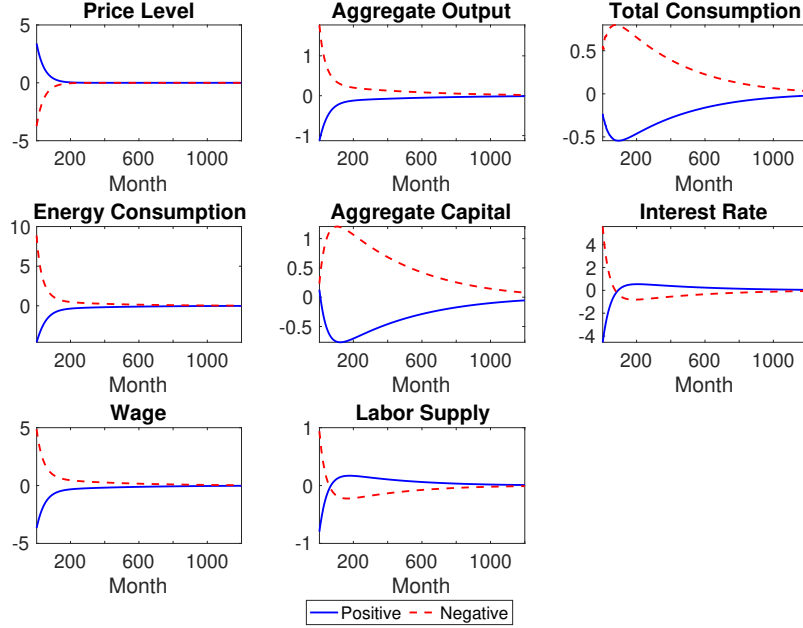 Price Level
Aggregate Output
Total Consumption
5
0
-5
1
0
-1
0.5
0
-0.5
200 600 1000
200 600 1000
200 600 1000
Month
Month
Month
Energy Consumption
Aggregate Capital
Interest Rate
10
5
0
1
0.5
0
-0.5
4
2
0
-2
-4
200 600 1000
200 600 1000
200 600 1000
Month
Month
Month
Wage
Labor Supply
5
0
-5
1
0
-1
200 600 1000
200 600 1000
Month
Month
Positive
Negative